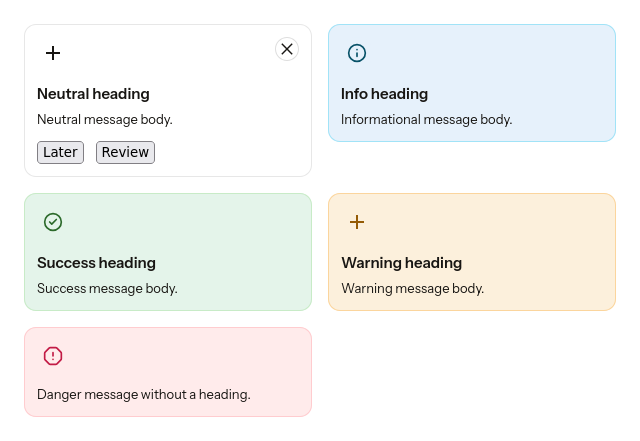 Neutral heading
Neutral message body.
Later Review
Info heading
Informational message body.
Success heading
Success message body.
Warning heading
Warning message body.
Danger message without a heading.